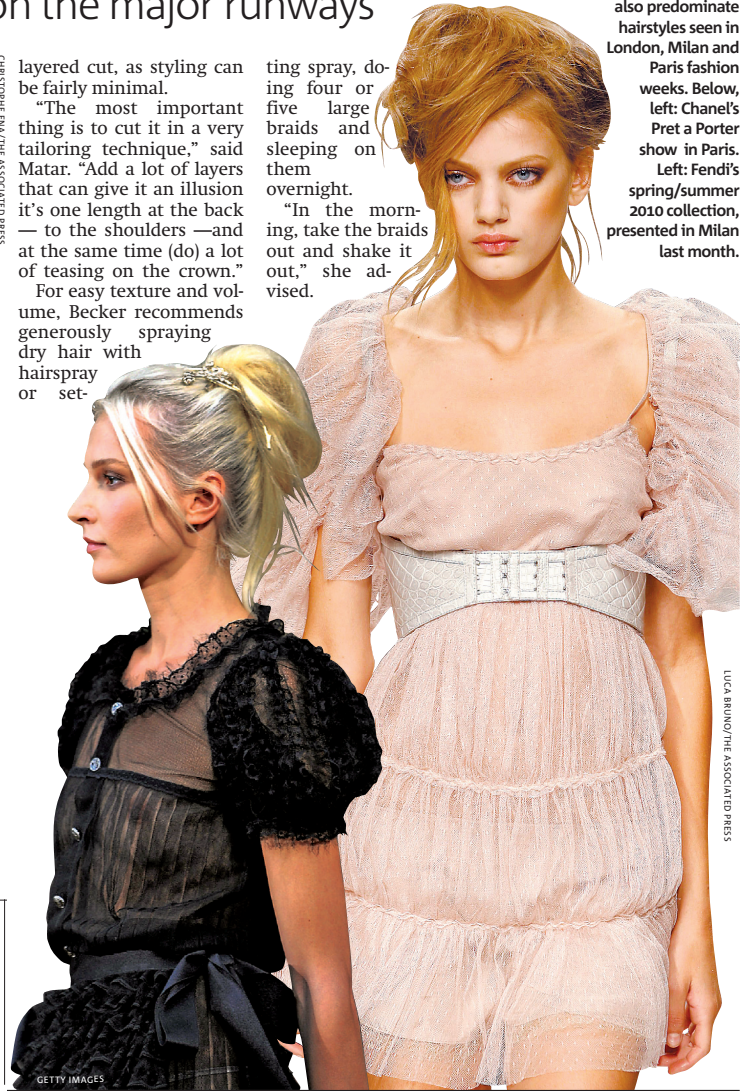 on the major runways
CHRISTOPHE ENA/THE ASSOCIATED PRESS
layered cut, as styling can
be fairly minimal.
“The most important
thing is to cut it in a very
tailoring technique,” said
Matar. “Add a lot of layers
that can give it an illusion
it’s one length at the back
— to the shoulders —and
at the same time (do) a lot
of teasing on the crown.”
For easy texture and vol-
ume, Becker recommends
generously spraying
dry hair with
hairspray
or set-
ting spray, do-
ing four or
five large
braids and
sleeping on
them
overnight.
“In the morn-
ing, take the braids
out and shake it
out,” she ad-
vised.
also predominate
hairstyles seen in
London, Milan and
Paris fashion
weeks. Below,
left: Chanel’s
Pret a Porter
show in Paris.
Left: Fendi’s
spring/summer
2010 collection,
presented in Milan
last month.
LUCA BRUNO/THE ASSOCIATED PRESS
GETTY IMAGES